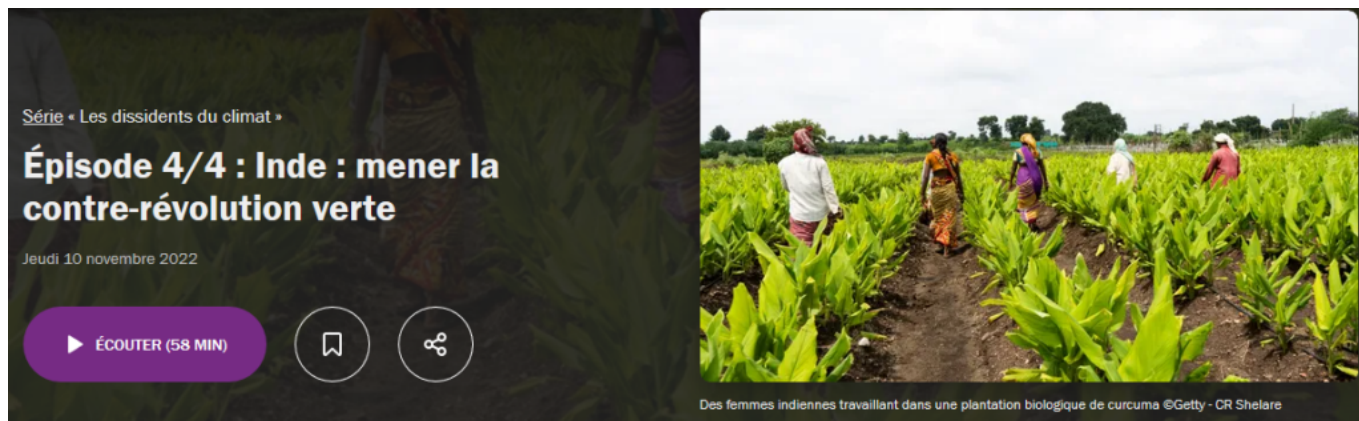 Série « Les dissidents du climat »
Épisode 4/4 : Inde : mener la
contre-révolution verte
Jeudi 10 novembre 2022
ÉCOUTER (58 MIN)
Des femmes indiennes travaillant dans une plantation biologique de curcuma ©Getty - CR Shelare